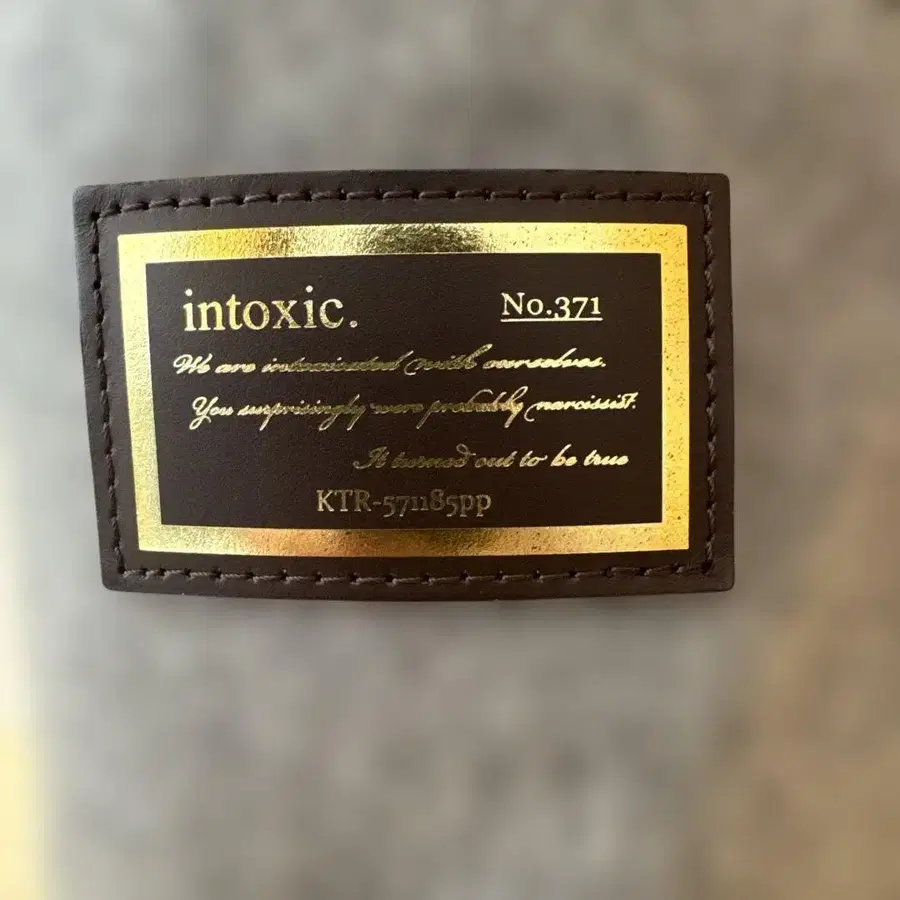 intoxic.
No.371
We are intoxicated with ourselves.
You surprisingly were probably narcissist.
It turned out to be true
KTR-571185pp